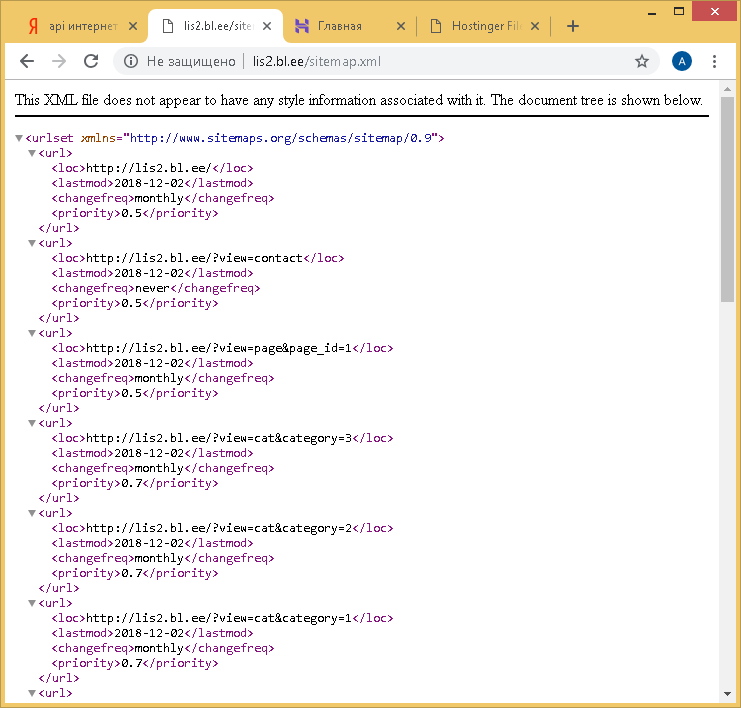 api интернет
lis2.bl.ee/site
Главная
Hostinger File
Не защищено
lis2.bl.ee/sitemap.xml
A
This XML file does not appear to have any style information associated with it. The document tree is shown below.
<urlset xmlns="http://www.sitemaps.org/schemas/sitemap/0.9">
<url>
<loc>http://lis2.bl.ee/</loc>
<lastmod>2018-12-02</lastmod>
<changefreq>monthly</changefreq>
<priority>0.5</priority>
</url>
<url>
<loc>http://lis2.bl.ee/?view=contact</loc>
<lastmod>2018-12-02</lastmod>
<changefreq>never</changefreq>
<priority>0.5</priority>
</url>
<url>
<loc>http://lis2.bl.ee/?view=page&page_id=1</loc>
<lastmod>2018-12-02</lastmod>
<changefreq>monthly</changefreq>
<priority>0.5</priority>
</url>
<url>
<loc>http://lis2.bl.ee/?view=cat&category=3</loc>
<lastmod>2018-12-02</lastmod>
<changefreq>monthly</changefreq>
<priority>0.7</priority>
</url>
<url>
<loc>http://lis2.bl.ee/?view=cat&category=2</loc>
<lastmod>2018-12-02</lastmod>
<changefreq>monthly</changefreq>
<priority>0.7</priority>
</url>
<url>
<loc>http://lis2.bl.ee/?view=cat&category=1</loc>
<lastmod>2018-12-02</lastmod>
<changefreq>monthly</changefreq>
<priority>0.7</priority>
</url>
<url>